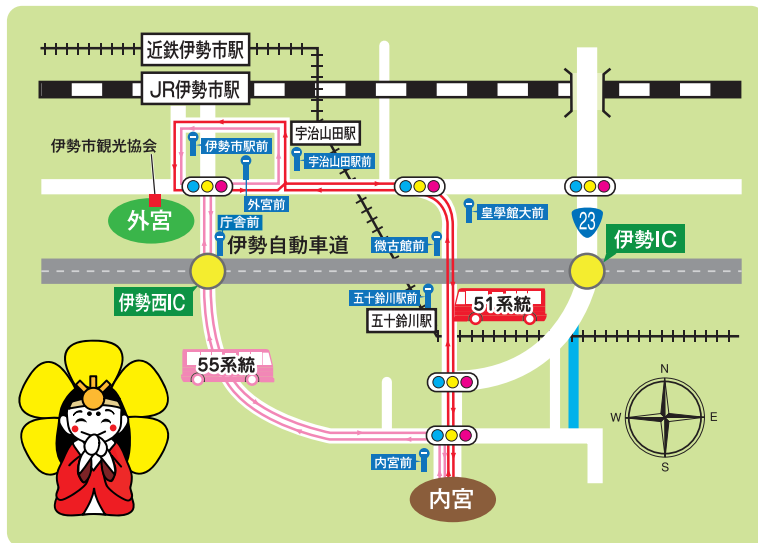 近鉄伊勢市駅
JR伊勢市駅
宇治山田駅
伊勢市観光協会
伊勢市駅前
宇治山田駅前
外宮前
外宮
庁舎前
皇學館大前
23
伊勢自動車道
微古館前
伊勢IC
伊勢西IC
五十鈴川駅前
51系統
五十鈴川駅
55系統
N
W
E
S
内宮前
内宮